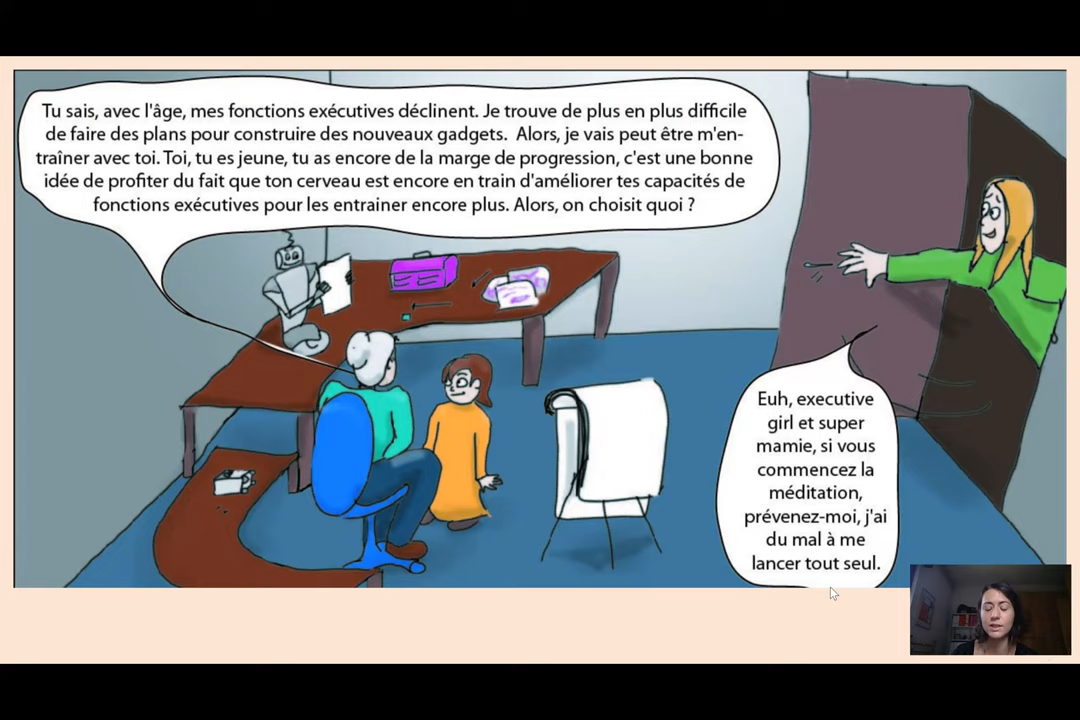 Tu sais, avec l'âge, mes fonctions exécutives déclinent. Je trouve de plus en plus difficile
de faire des plans pour construire des nouveaux gadgets. Alors, je vais peut être m'en-
traîner avec toi. Toi, tu es jeune, tu as encore de la marge de progression, c'est une bonne
idée de profiter du fait que ton cerveau est encore en train d'améliorer tes capacités de
fonctions exécutives pour les entrainer encore plus. Alors, on choisit quoi ?
Euh, executive
girl et super
mamie, si vous
commencez la
méditation,
prévenez-moi, j'ai
du mal à me
lancer tout seul.